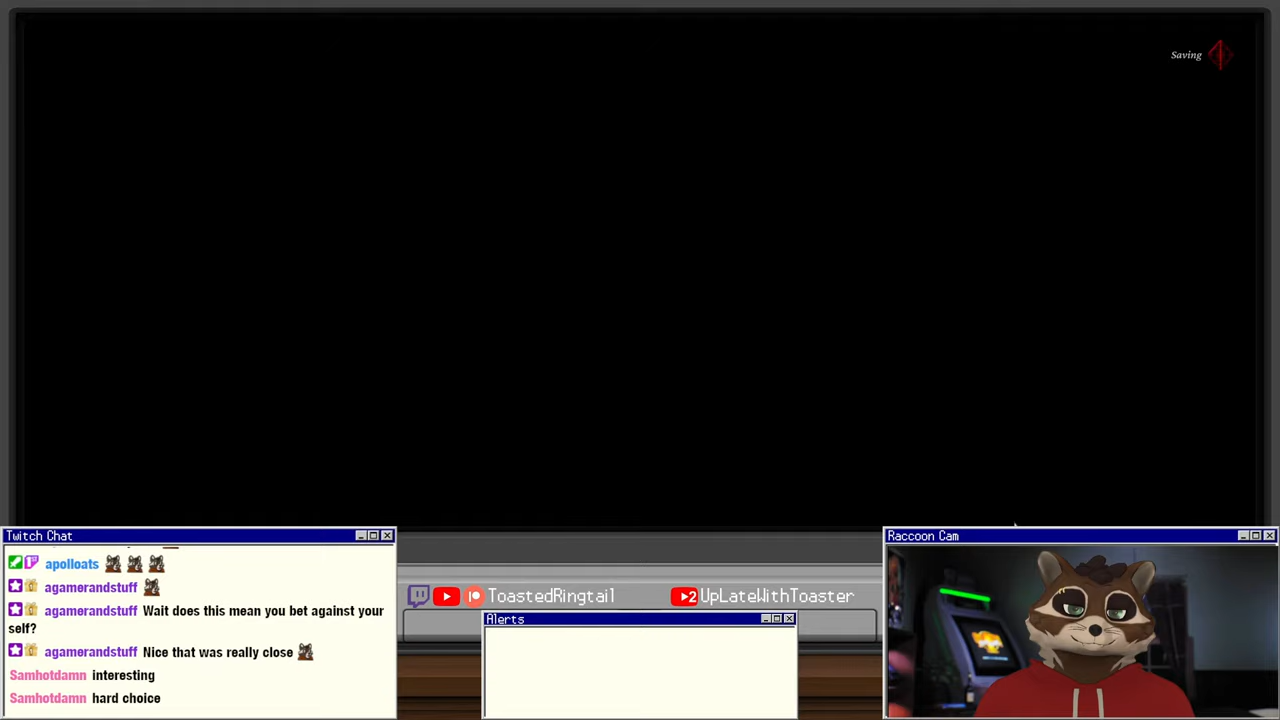 Saving
Twitch Chat
apolloats
agamerandstuff
agamerandstuff Wait does this mean you bet against your
self?
agamerandstuff Nice that was really close
Samhotdamn interesting
Samhotdamn hard choice
ToastedRingtail
UpLateWithToaster
Alerts
Raccoon Cam